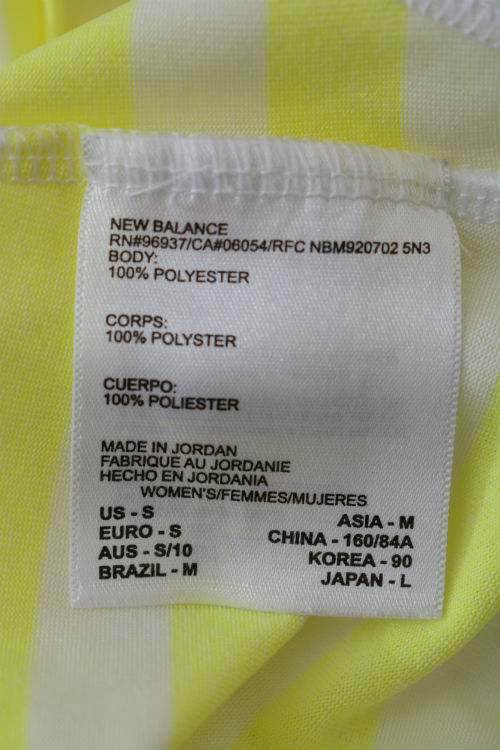 NEW BALANCE
RN#96937/CA#06054/RFC NBM920702 5N3
BODY:
100% POLYESTER
CORPS:
100% POLYSTER
CUERPO:
100% POLIESTER
MADE IN JORDAN
FABRIQUE AU JORDANIE
HECHO EN JORDANIA
WOMEN'S/FEMMES/MUJERES
US - S
EURO - S
AUS - S/10
BRAZIL - M
ASIA - M
CHINA - 160/84A
KOREA - 90
JAPAN - L